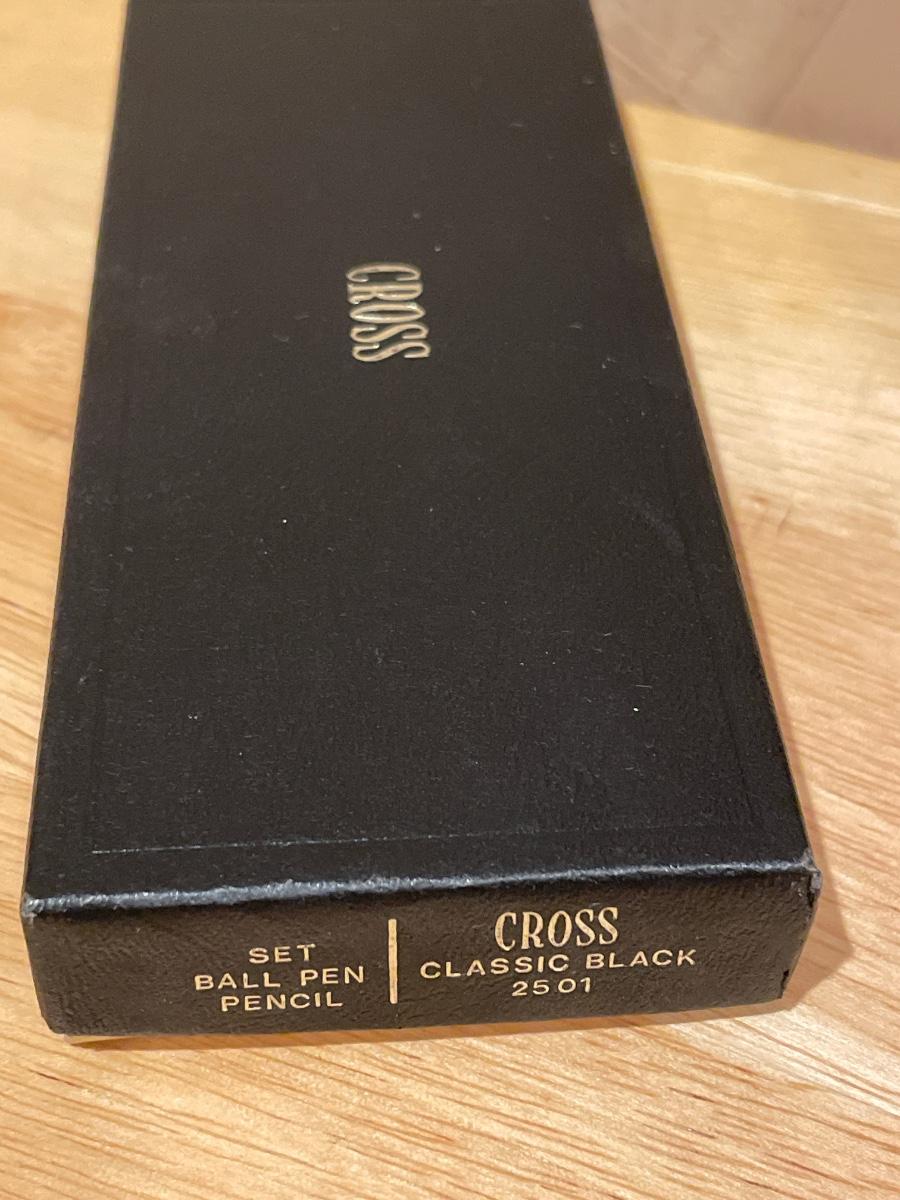 CROSS
SET
BALL PEN
PENCIL
CROSS
CLASSIC BLACK
2501